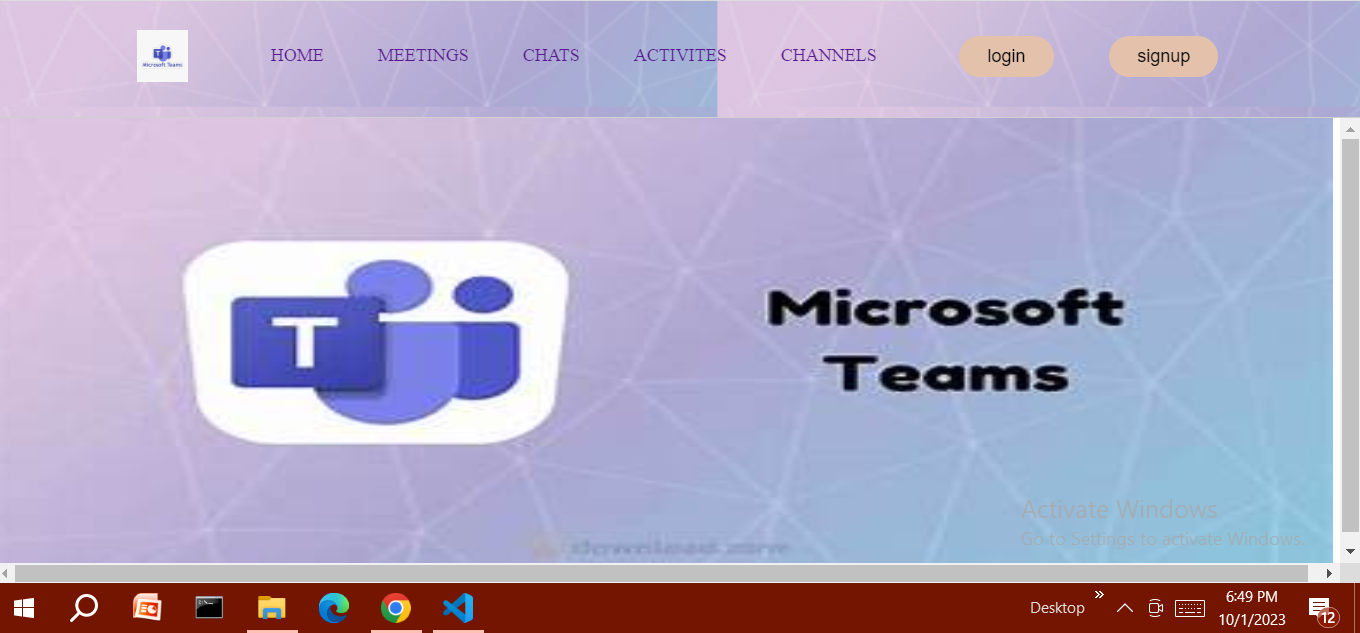 Microsoft Teams
HOME
MEETINGS
CHATS
ACTIVITES
CHANNELS
login
signup
T
Microsoft
Teams
Activate Windows
Go to Settings to activate Windows.
Desktop
6:49 PM
10/1/2023
12